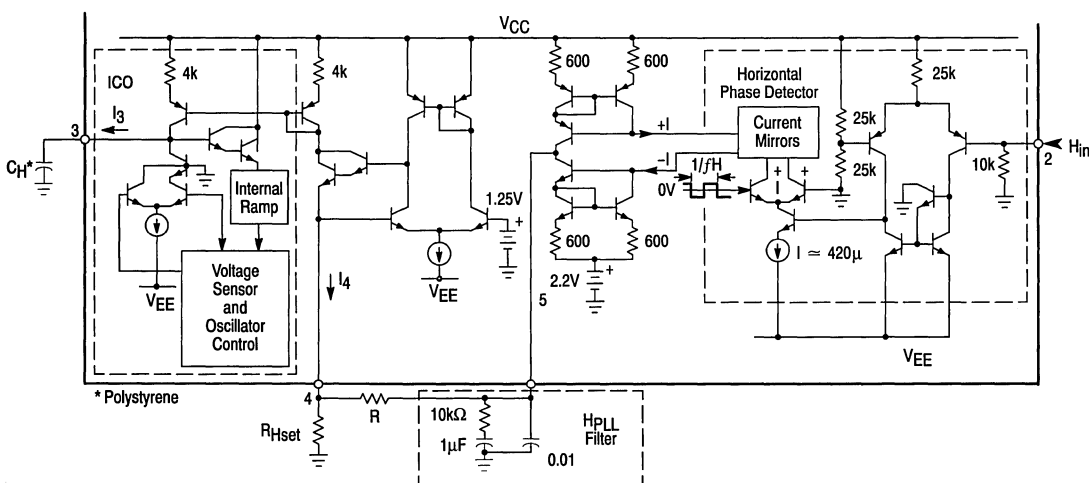 VCC
ICO
4k
4k
600
600
Horizontal
Phase Detector
25k
I3
3
CH*
+I
Current
Mirrors
25k
25k
Hin
2
10k
–I
1/fH
0V
+
I
+
Internal
Ramp
1.25V
+
I ≃ 420μ
600
600
2.2V
+
VEE
Voltage
Sensor
and
Oscillator
Control
I4
VEE
5
VEE
* Polystyrene
4
R
RHset
10kΩ
1μF
HPLL
Filter
0.01